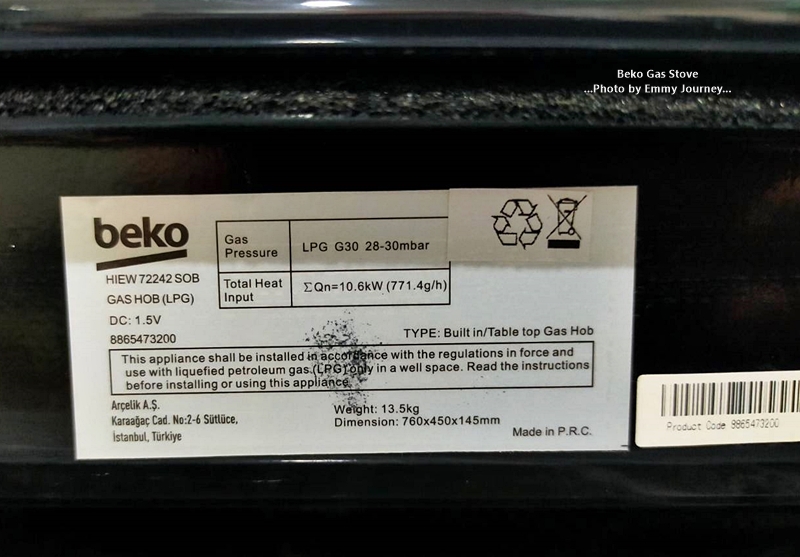 Beko Gas Stove
...Photo by Emmy Journey...
beko
HIEW 72242 SOB
GAS HOB (LPG)
DC: 1.5V
8865473200
Gas Pressure
LPG G30 28-30mbar
Total Heat Input
ΣQn=10.6kW (771.4g/h)
TYPE: Built in/Table top Gas Hob
This appliance shall be installed in accordance with the regulations in force and
use with liquefied petroleum gas (LPG) only in a well space. Read the instructions
before installing or using this appliance.
Arçelik A.Ş.
Karaağaç Cad. No:2-6 Sütlüce,
İstanbul, Türkiye
Weight: 13.5kg
Dimension: 760x450x145mm
Made in P.R.C.
Product Code 8865473200